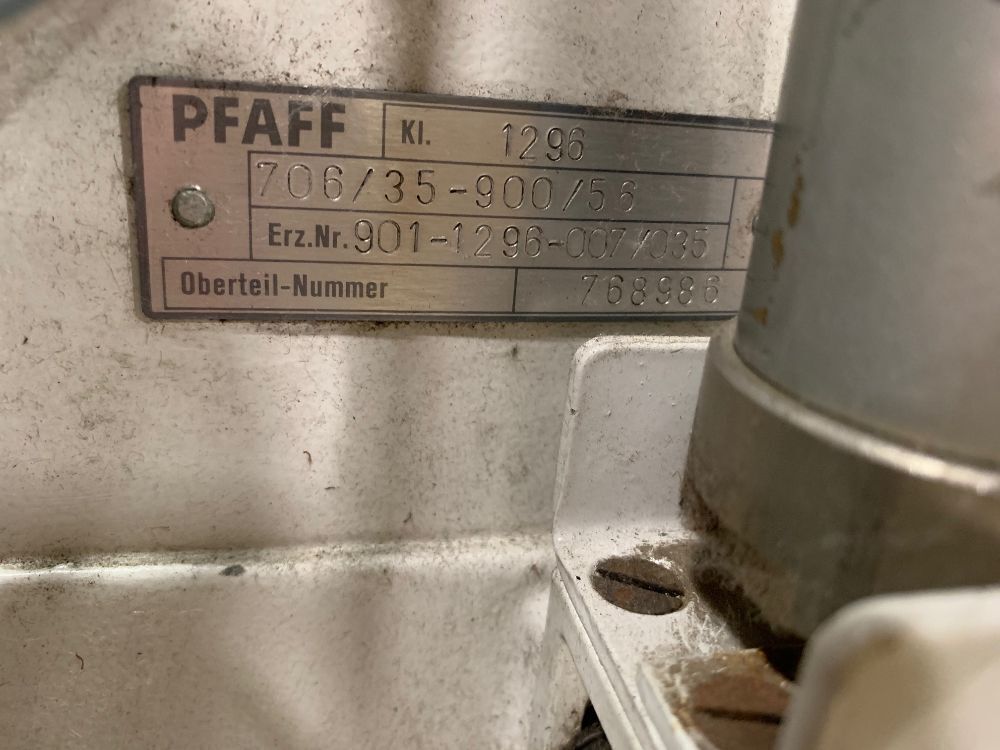 PFAFF Kl. 1296
706/35-900/56
Erz.Nr. 901-1296-007/035
Oberteil-Nummer 768986